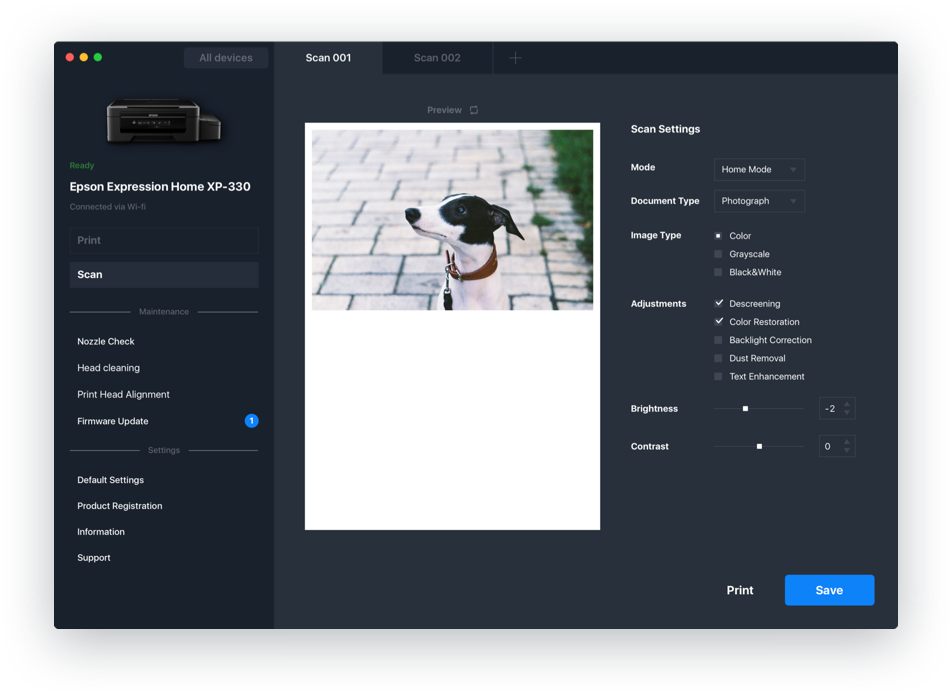 All devices
Scan 001
Scan 002
EPSON
Ready
Epson Expression Home XP-330
Connected via Wi-fi
Print
Scan
Maintenance
Nozzle Check
Head cleaning
Print Head Alignment
Firmware Update 1
Settings
Default Settings
Product Registration
Information
Support
Preview
Scan Settings
Mode Home Mode
Document Type Photograph
Image Type Color
Grayscale
Black&White
Adjustments Descreening
Color Restoration
Backlight Correction
Dust Removal
Text Enhancement
Brightness -2
Contrast 0
Print Save